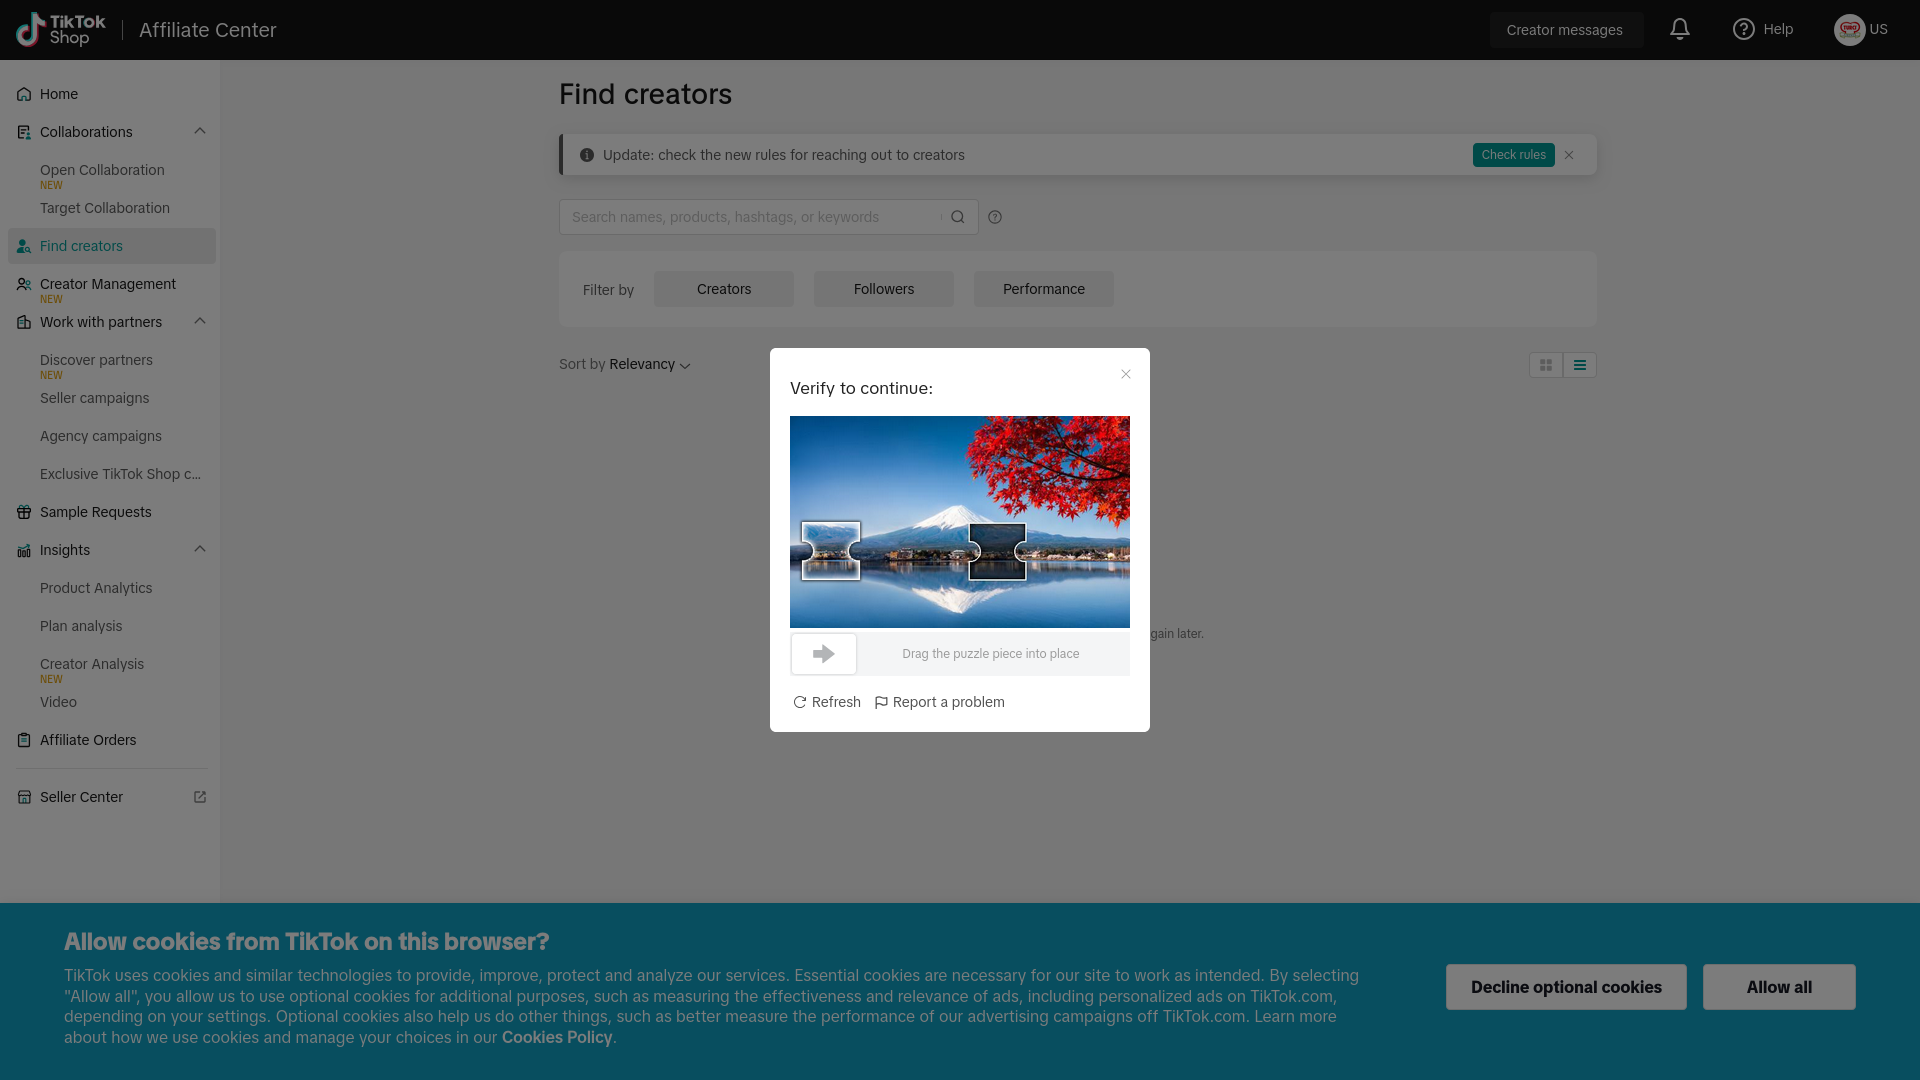 TikTok
Shop
Affiliate Center
Creator messages
Help
US
Home
Collaborations
Open Collaboration
NEW
Target Collaboration
Find creators
Creator Management
NEW
Work with partners
Discover partners
NEW
Seller campaigns
Agency campaigns
Exclusive TikTok Shop c...
Sample Requests
Insights
Product Analytics
Plan analysis
Creator Analysis
NEW
Video
Affiliate Orders
Seller Center
Find creators
Update: check the new rules for reaching out to creators
Check rules
Search names, products, hashtags, or keywords
Filter by
Creators
Followers
Performance
Sort by Relevancy
Verify to continue:
gain later.
Drag the puzzle piece into place
Refresh
Report a problem
Allow cookies from TikTok on this browser?
TikTok uses cookies and similar technologies to provide, improve, protect and analyze our services. Essential cookies are necessary for our site to work as intended. By selecting
"Allow all", you allow us to use optional cookies for additional purposes, such as measuring the effectiveness and relevance of ads, including personalized ads on TikTok.com,
depending on your settings. Optional cookies also help us do other things, such as better measure the performance of our advertising campaigns off TikTok.com. Learn more
about how we use cookies and manage your choices in our Cookies Policy.
Decline optional cookies
Allow all